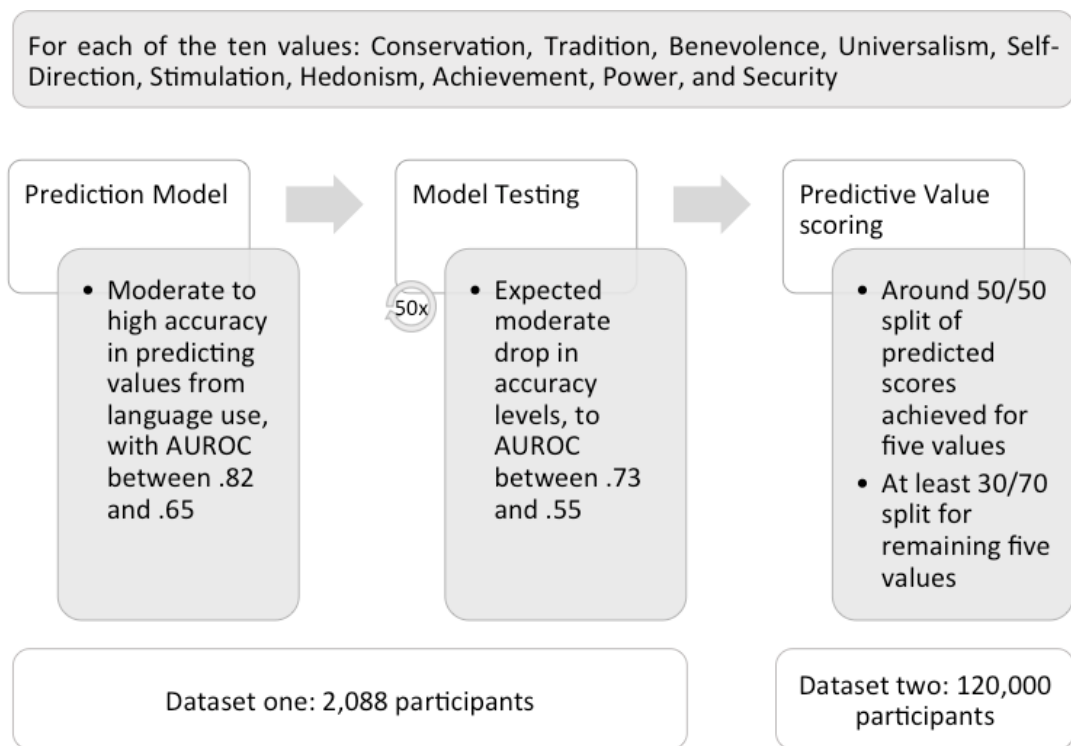 For each of the ten values: Conservation, Tradition, Benevolence, Universalism, Self-
Direction, Stimulation, Hedonism, Achievement, Power, and Security
Prediction Model
• Moderate to
high accuracy
in predicting
values from
language use,
with AUROC
between .82
and .65
Model Testing
50x
• Expected
moderate
drop in
accuracy
levels, to
AUROC
between .73
and .55
Predictive Value
scoring
• Around 50/50
split of
predicted
scores
achieved for
five values
• At least 30/70
split for
remaining five
values
Dataset one: 2,088 participants
Dataset two: 120,000
participants